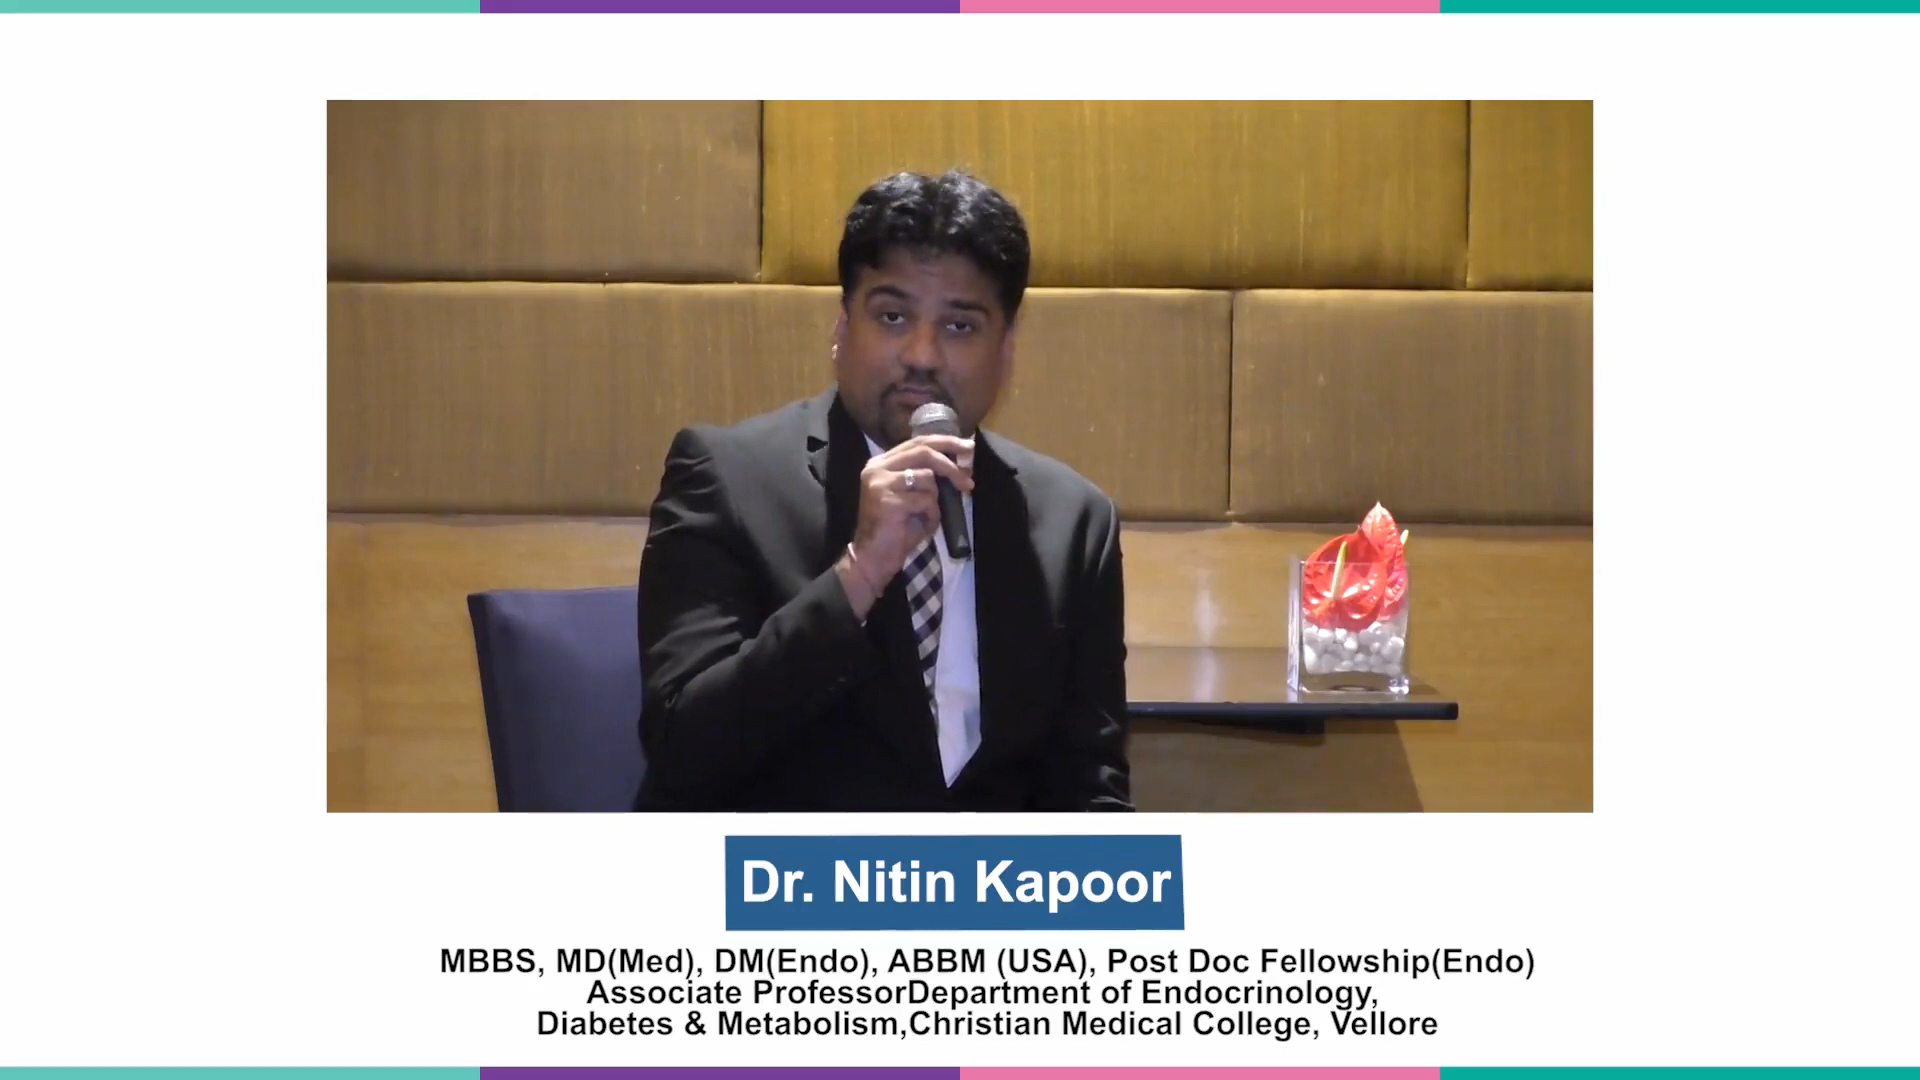 Dr. Nitin Kapoor
MBBS, MD(Med), DM(Endo), ABBM (USA), Post Doc Fellowship(Endo)
Associate ProfessorDepartment of Endocrinology,
Diabetes & Metabolism,Christian Medical College, Vellore